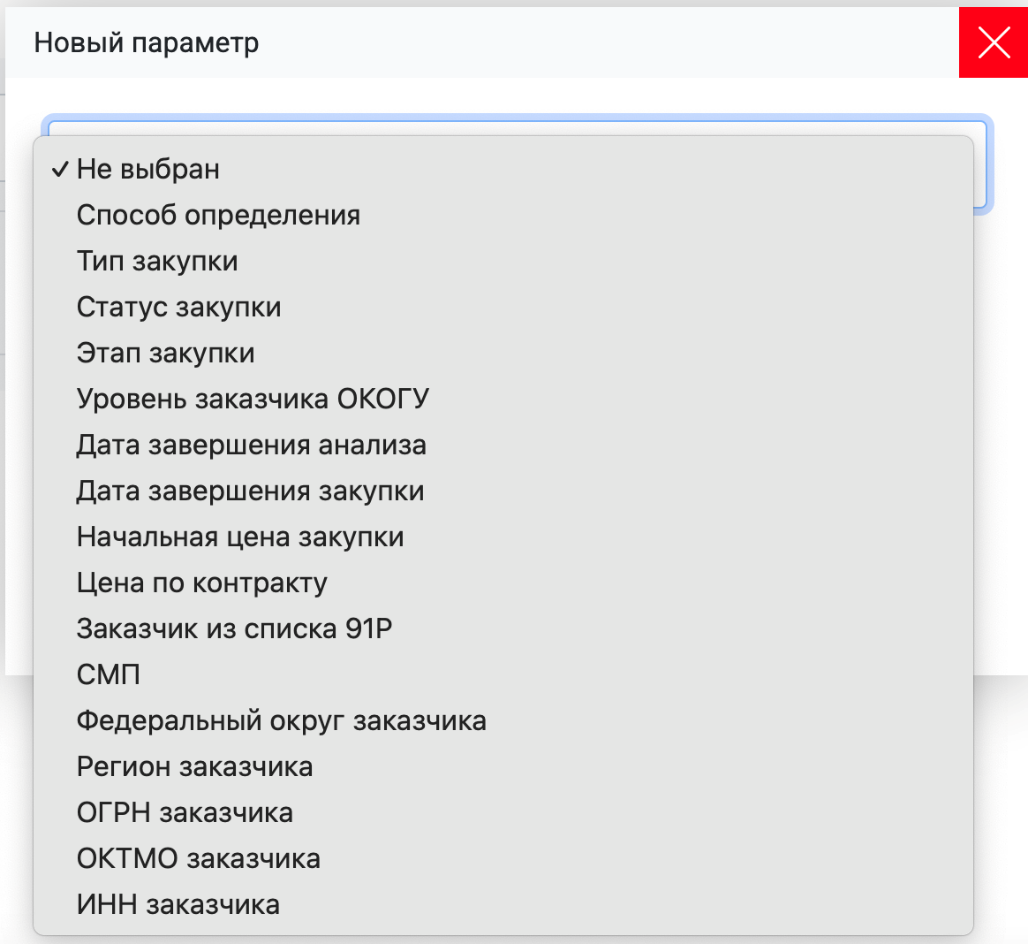 Новый параметр
Не выбран
Способ определения
Тип закупки
Статус закупки
Этап закупки
Уровень заказчика ОКОГУ
Дата завершения анализа
Дата завершения закупки
Начальная цена закупки
Цена по контракту
Заказчик из списка 91Р
СМП
Федеральный округ заказчика
Регион заказчика
ОГРН заказчика
ОКТМО заказчика
ИНН заказчика